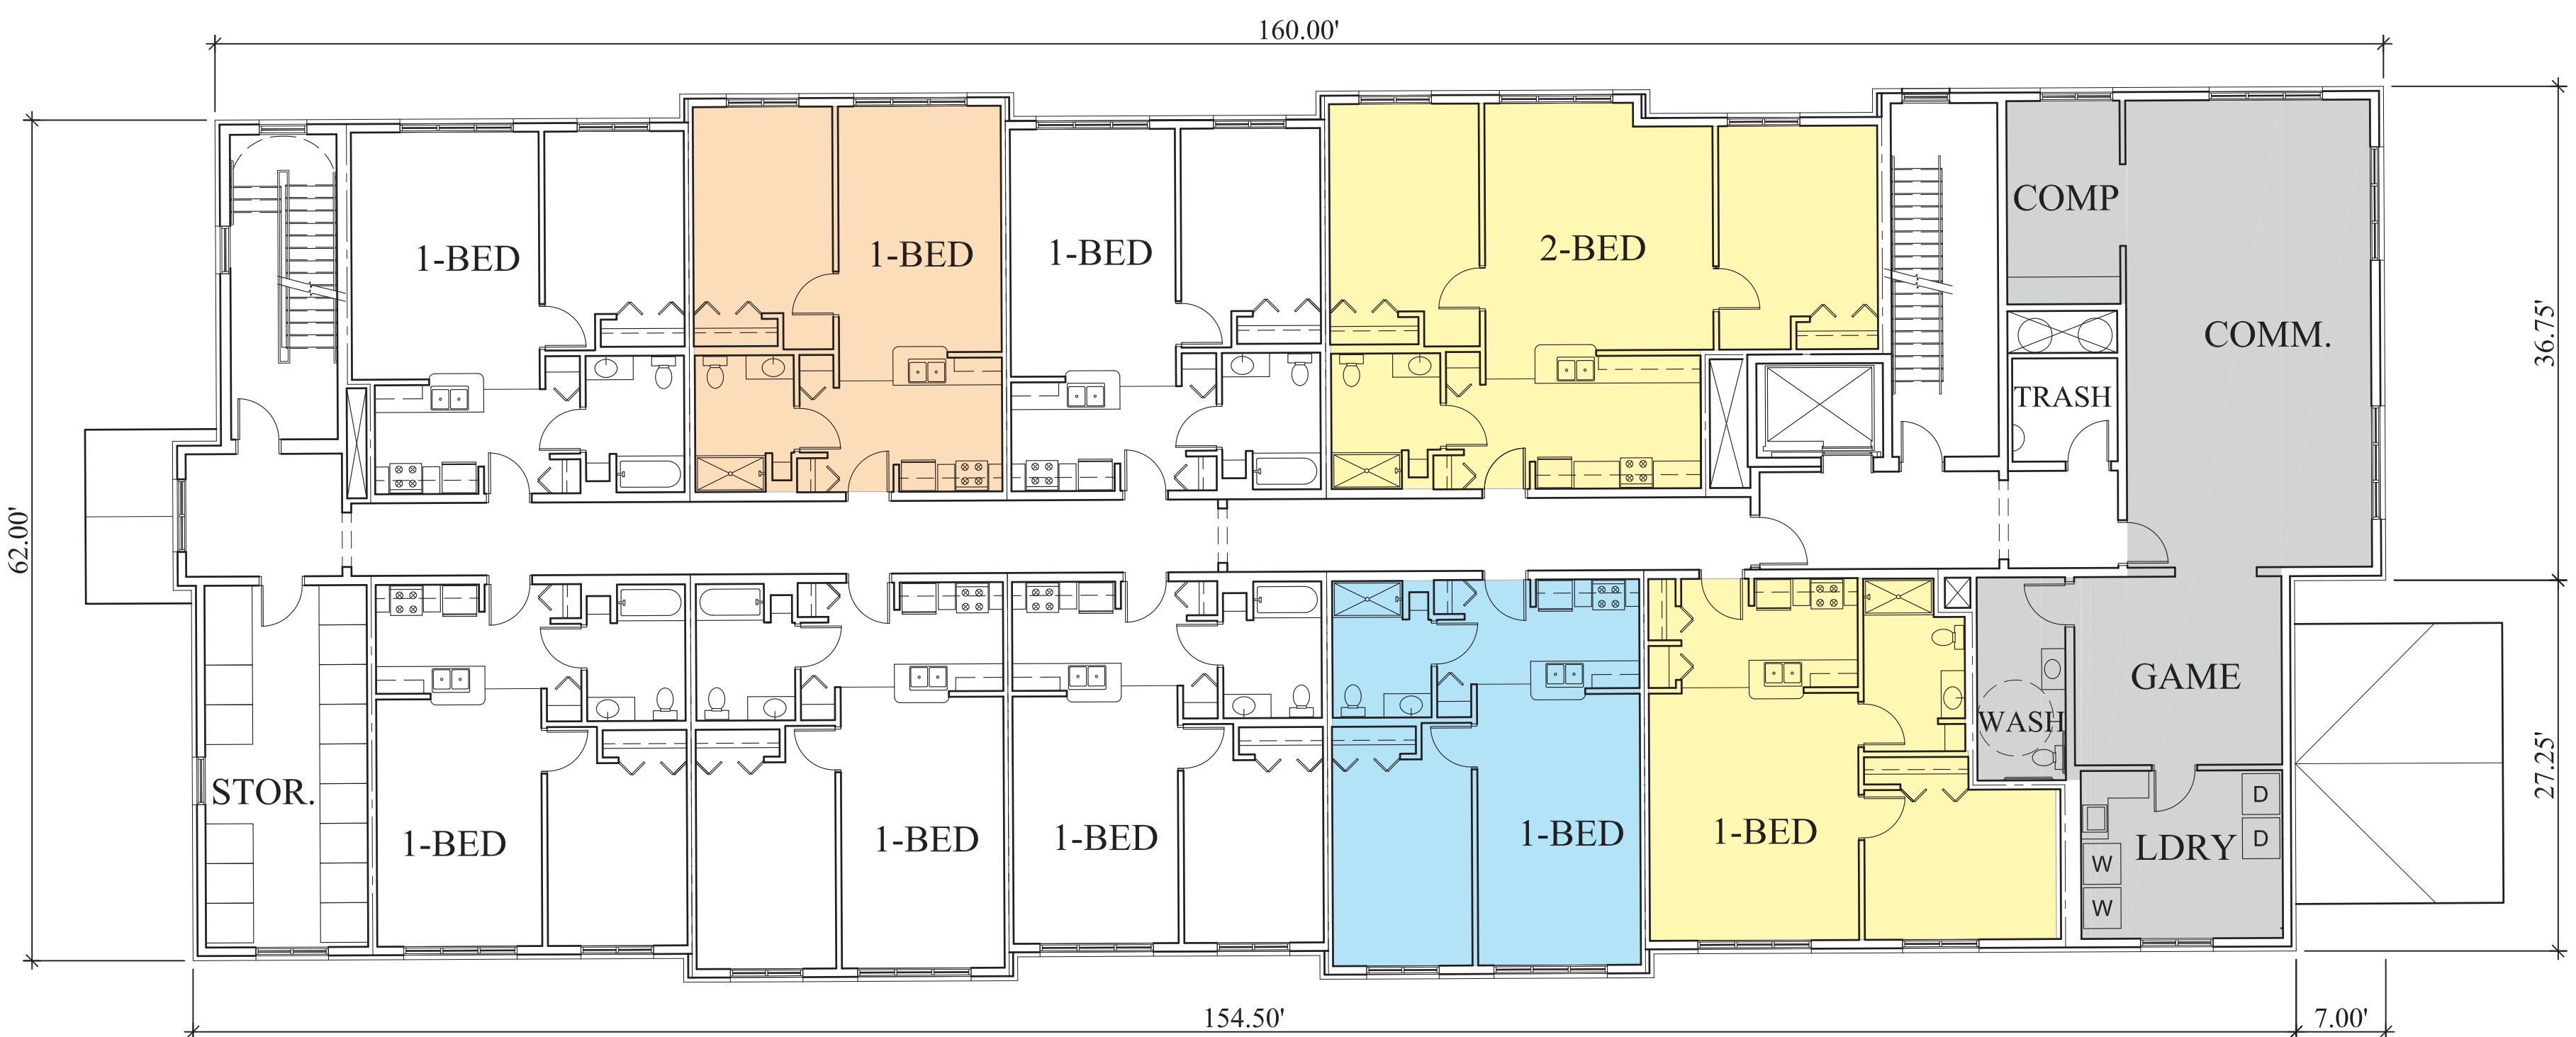 160.00'
COMP
1-BED
1-BED
1-BED
2-BED
COMM.
36.75'
TRASH
62.00'
GAME
WASH
STOR.
1-BED
1-BED
1-BED
1-BED
1-BED
27.25'
D
LDRY
D
W
W
154.50'
7.00'